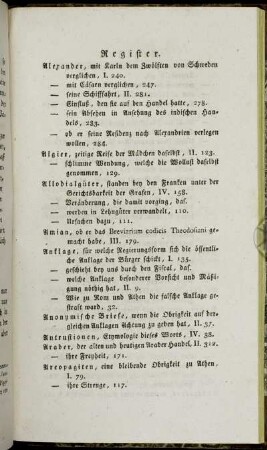 Register.
Alexander, mit Karln dem Zwölften von Schweden
verglichen, I. 240.
— mit Cäsarn verglichen, 247.
— seine Schifffahrt, II. 281.
— Einfluß, den sie auf den Handel hatte, 278.
— sein Absehen in Ansehung des indischen Han-
dels, 283.
— ob er seine Residenz nach Alexandrien verlegen
wollen, 284.
Algier, zeitige Reife der Mädchen daselbst, II. 123.
— schlimme Wendung, welche die Wollust daselbst
genommen, 129.
Allodialgüter, standen bey den Franken unter der
Gerichtsbarkeit der Grafen, IV. 158.
— Veränderung, die damit vorging, das.
— werden in Lehngüter verwandelt, 110.
— Ursachen dazu, 111.
Amian, ob er das Breviarium codicis Theodosiani ge-
macht habe, III. 179.
Anklage, für welche Regierungsform sich die öffentli-
che Anklage der Bürger schickt, I. 135.
— geschieht bey uns durch den Fiscal, das.
— welche Anklage besonderer Vorsicht und Mäßi-
gung nöthig hat, II. 9.
— Wie zu Rom und Athen die falsche Anklage ge-
straft ward, 32.
Anonymische Briefe, wenn die Obrigkeit auf der-
gleichen Anklagen Achtung zu geben hat, II. 37.
Antrustionen, Etymologie dieses Worts, IV. 38.
Araber, der alten und heutigen Araber Handel, II. 312.
— ihre Freyheit, 171.
Areopagiten, eine bleibende Obrigkeit zu Athen,
I. 79.
— ihre Strenge, 117.